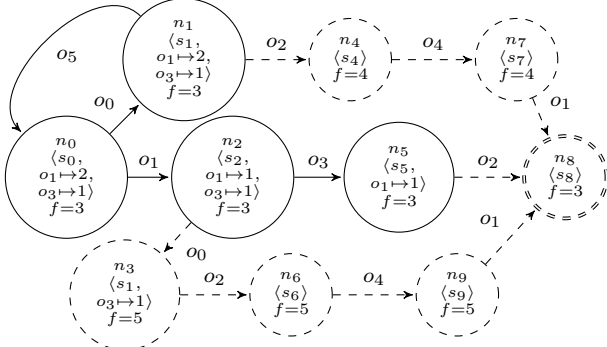 n₁
⟨s₁,
o₁↦2,
o₃↦1⟩
f=3
o₅
o₂
n₄
⟨s₄⟩
f=4
o₄
n₇
⟨s₇⟩
f=4
o₀
o₁
n₀
⟨s₀,
o₁↦2,
o₃↦1⟩
f=3
o₁
n₂
⟨s₂,
o₁↦1,
o₃↦1⟩
f=3
o₃
n₅
⟨s₅,
o₁↦1⟩
f=3
o₂
n₈
⟨s₈⟩
f=3
o₀
o₁
n₃
⟨s₁,
o₃↦1⟩
f=5
o₂
n₆
⟨s₆⟩
f=5
o₄
n₉
⟨s₉⟩
f=5